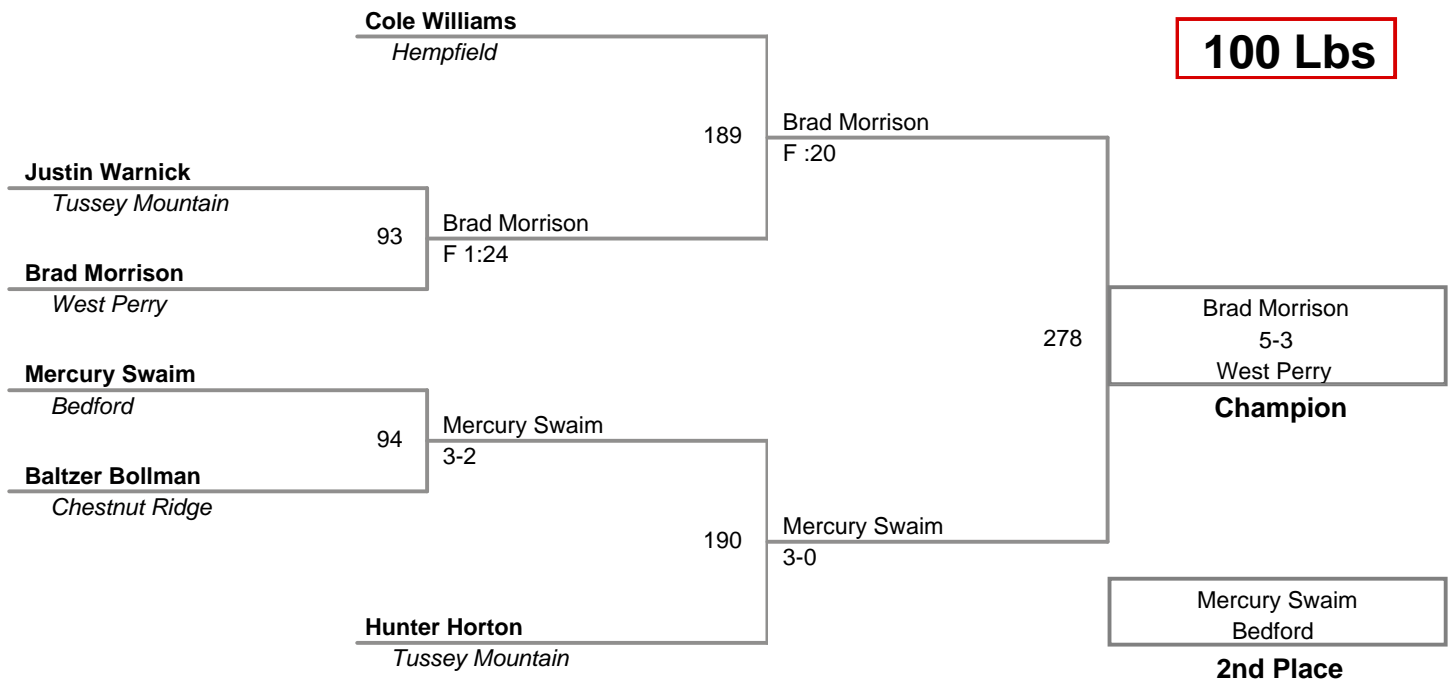 Cole Williams
Hempfield
100 Lbs
189
Brad Morrison
F :20
Justin Warnick
Tussey Mountain
93
Brad Morrison
F 1:24
Brad Morrison
West Perry
278
Brad Morrison
5-3
West Perry
Champion
Mercury Swaim
Bedford
94
Mercury Swaim
3-2
Baltzer Bollman
Chestnut Ridge
190
Mercury Swaim
3-0
Hunter Horton
Tussey Mountain
Mercury Swaim
Bedford
2nd Place